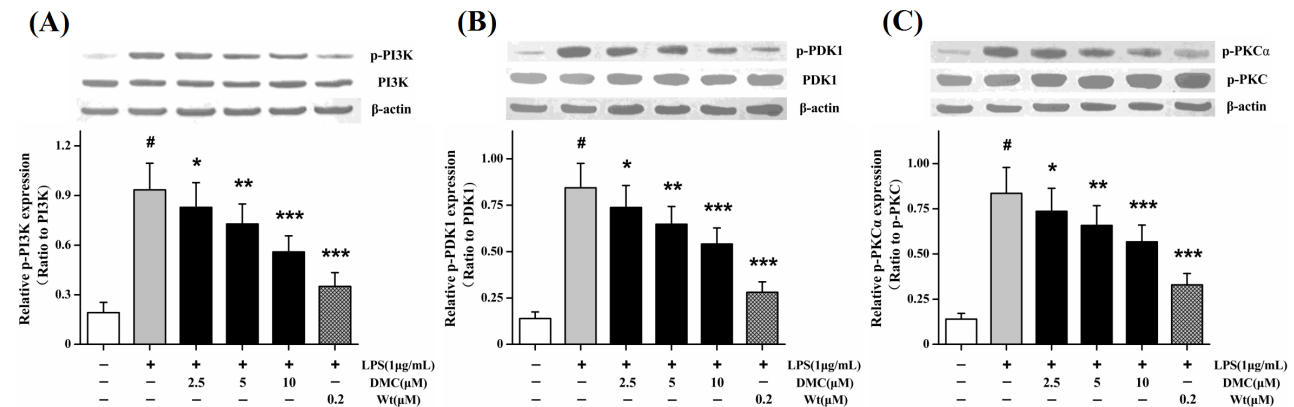 (A)
p-PI3K
PI3K
β-actin
Relative p-PI3K expression
(Ratio to PI3K)
1.2
0.9
0.6
0.3
0
#
*
**
***
***
– + + + + + LPS(1μg/mL)
– – 2.5 5 10 – DMC(μM)
– – – – – 0.2 Wt(μM)
(B)
p-PDK1
PDK1
β-actin
Relative p-PDK1 expression
(Ratio to PDK1)
1.00
0.75
0.50
0.25
0
#
*
**
***
***
– + + + + + LPS(1μg/mL)
– – 2.5 5 10 – DMC(μM)
– – – – – 0.2 Wt(μM)
(C)
p-PKCα
p-PKC
β-actin
Relative p-PKCα expression
(Ratio to p-PKC)
1.00
0.75
0.50
0.25
0
#
*
**
***
***
– + + + + + LPS(1μg/mL)
– – 2.5 5 10 – DMC(μM)
– – – – – 0.2 Wt(μM)